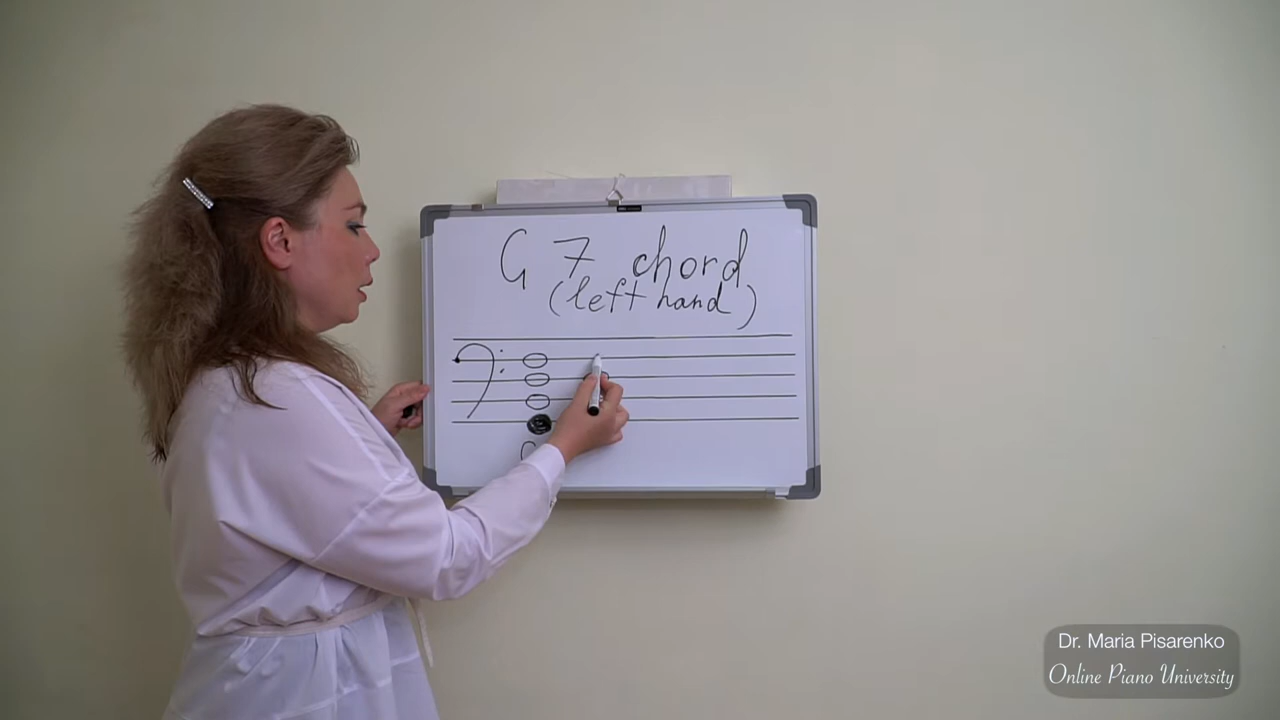 G 7 chord
(left hand)
Dr. Maria Pisarenko
Online Piano University